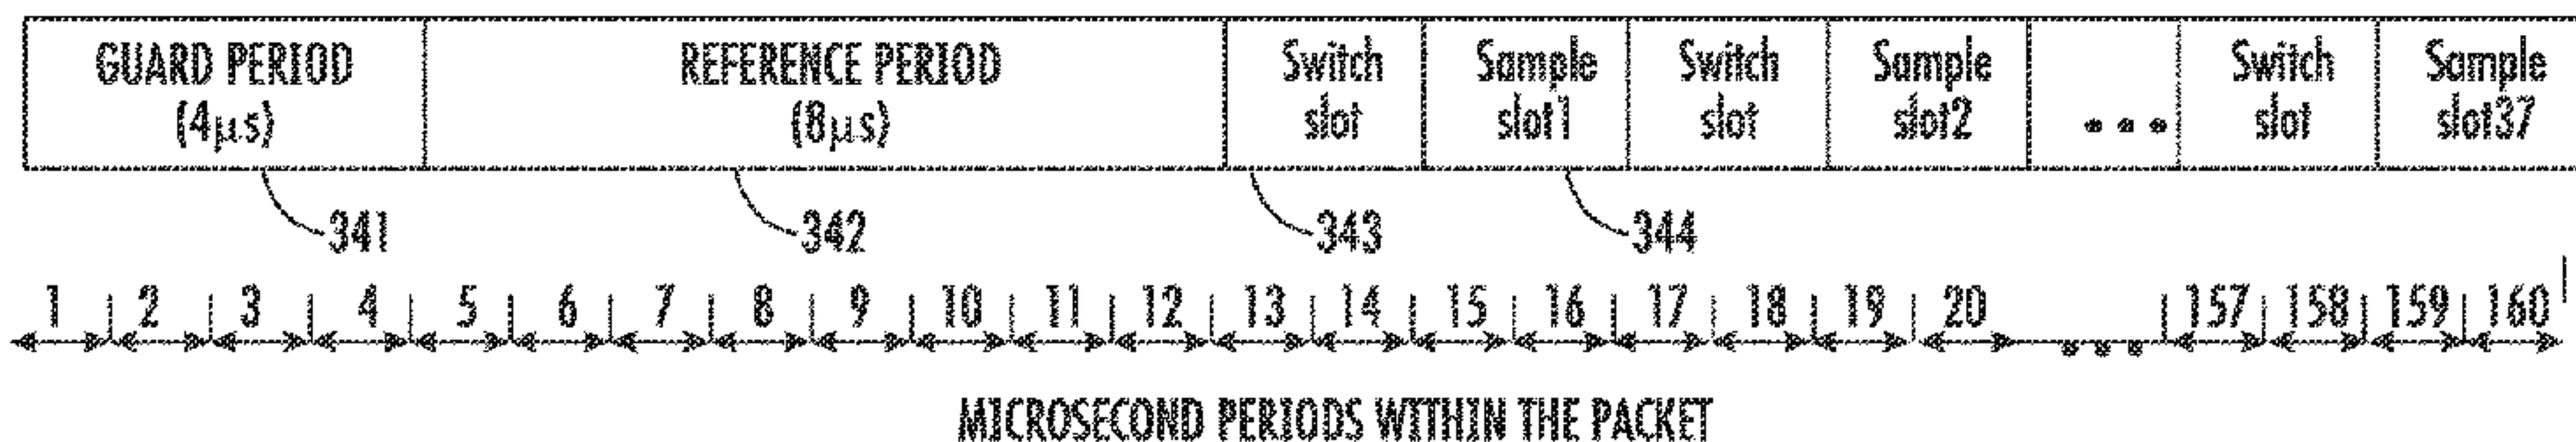 GUARD PERIOD REFERENCE PERIOD Switch Sample Switch Sample Switch Sample
(4μs) (8μs) slot slot1 slot slot2 ... slot slot37
341 342 343 344
1 2 3 4 5 6 7 8 9 10 11 12 13 14 15 16 17 18 19 20 ... 157 158 159 160
MICROSECOND PERIODS WITHIN THE PACKET